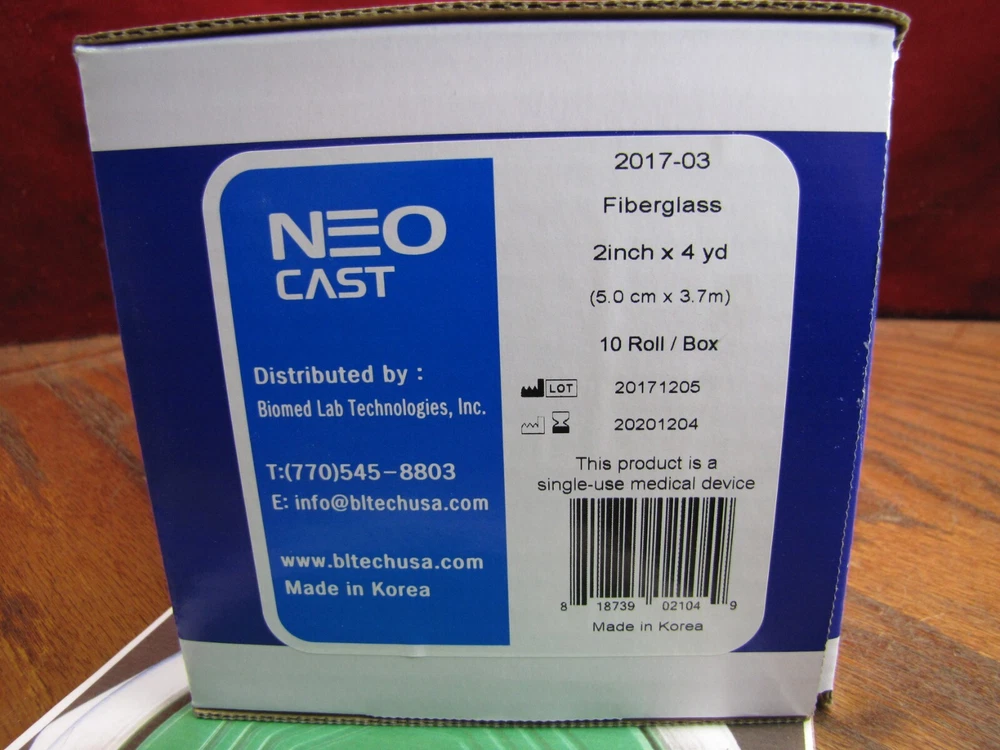 NEO
CAST
Distributed by :
Biomed Lab Technologies, Inc.
T:(770)545-8803
E: info@bltechusa.com
www.bltechusa.com
Made in Korea
2017-03
Fiberglass
2inch x 4 yd
(5.0 cm x 3.7m)
10 Roll / Box
LOT 20171205
20201204
This product is a
single-use medical device
8 18739 02104 9
Made in Korea